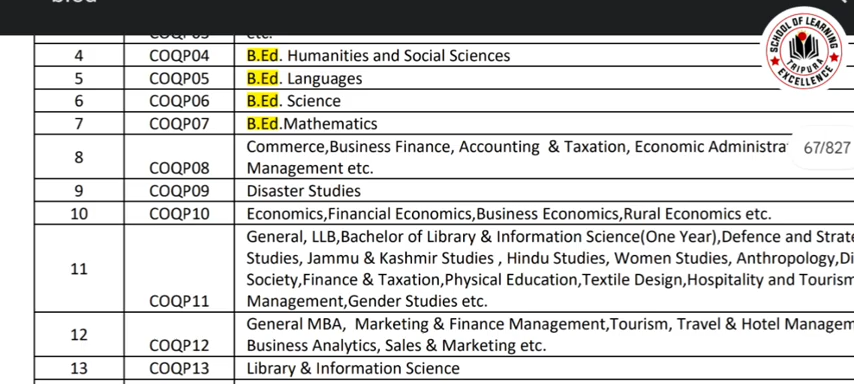 SCHOOL OF LEARNING
TRIPURA
EXCELLENCE
etc.
4 COQP04 B.Ed. Humanities and Social Sciences
5 COQP05 B.Ed. Languages
6 COQP06 B.Ed. Science
7 COQP07 B.Ed.Mathematics
Commerce,Business Finance, Accounting & Taxation, Economic Administra 67/827
8 COQP08 Management etc.
9 COQP09 Disaster Studies
10 COQP10 Economics,Financial Economics,Business Economics,Rural Economics etc.
General, LLB,Bachelor of Library & Information Science(One Year),Defence and Strate
Studies, Jammu & Kashmir Studies , Hindu Studies, Women Studies, Anthropology,Di
11 Society,Finance & Taxation,Physical Education,Textile Design,Hospitality and Tourism
COQP11 Management,Gender Studies etc.
General MBA, Marketing & Finance Management,Tourism, Travel & Hotel Managem
12 COQP12 Business Analytics, Sales & Marketing etc.
13 COQP13 Library & Information Science